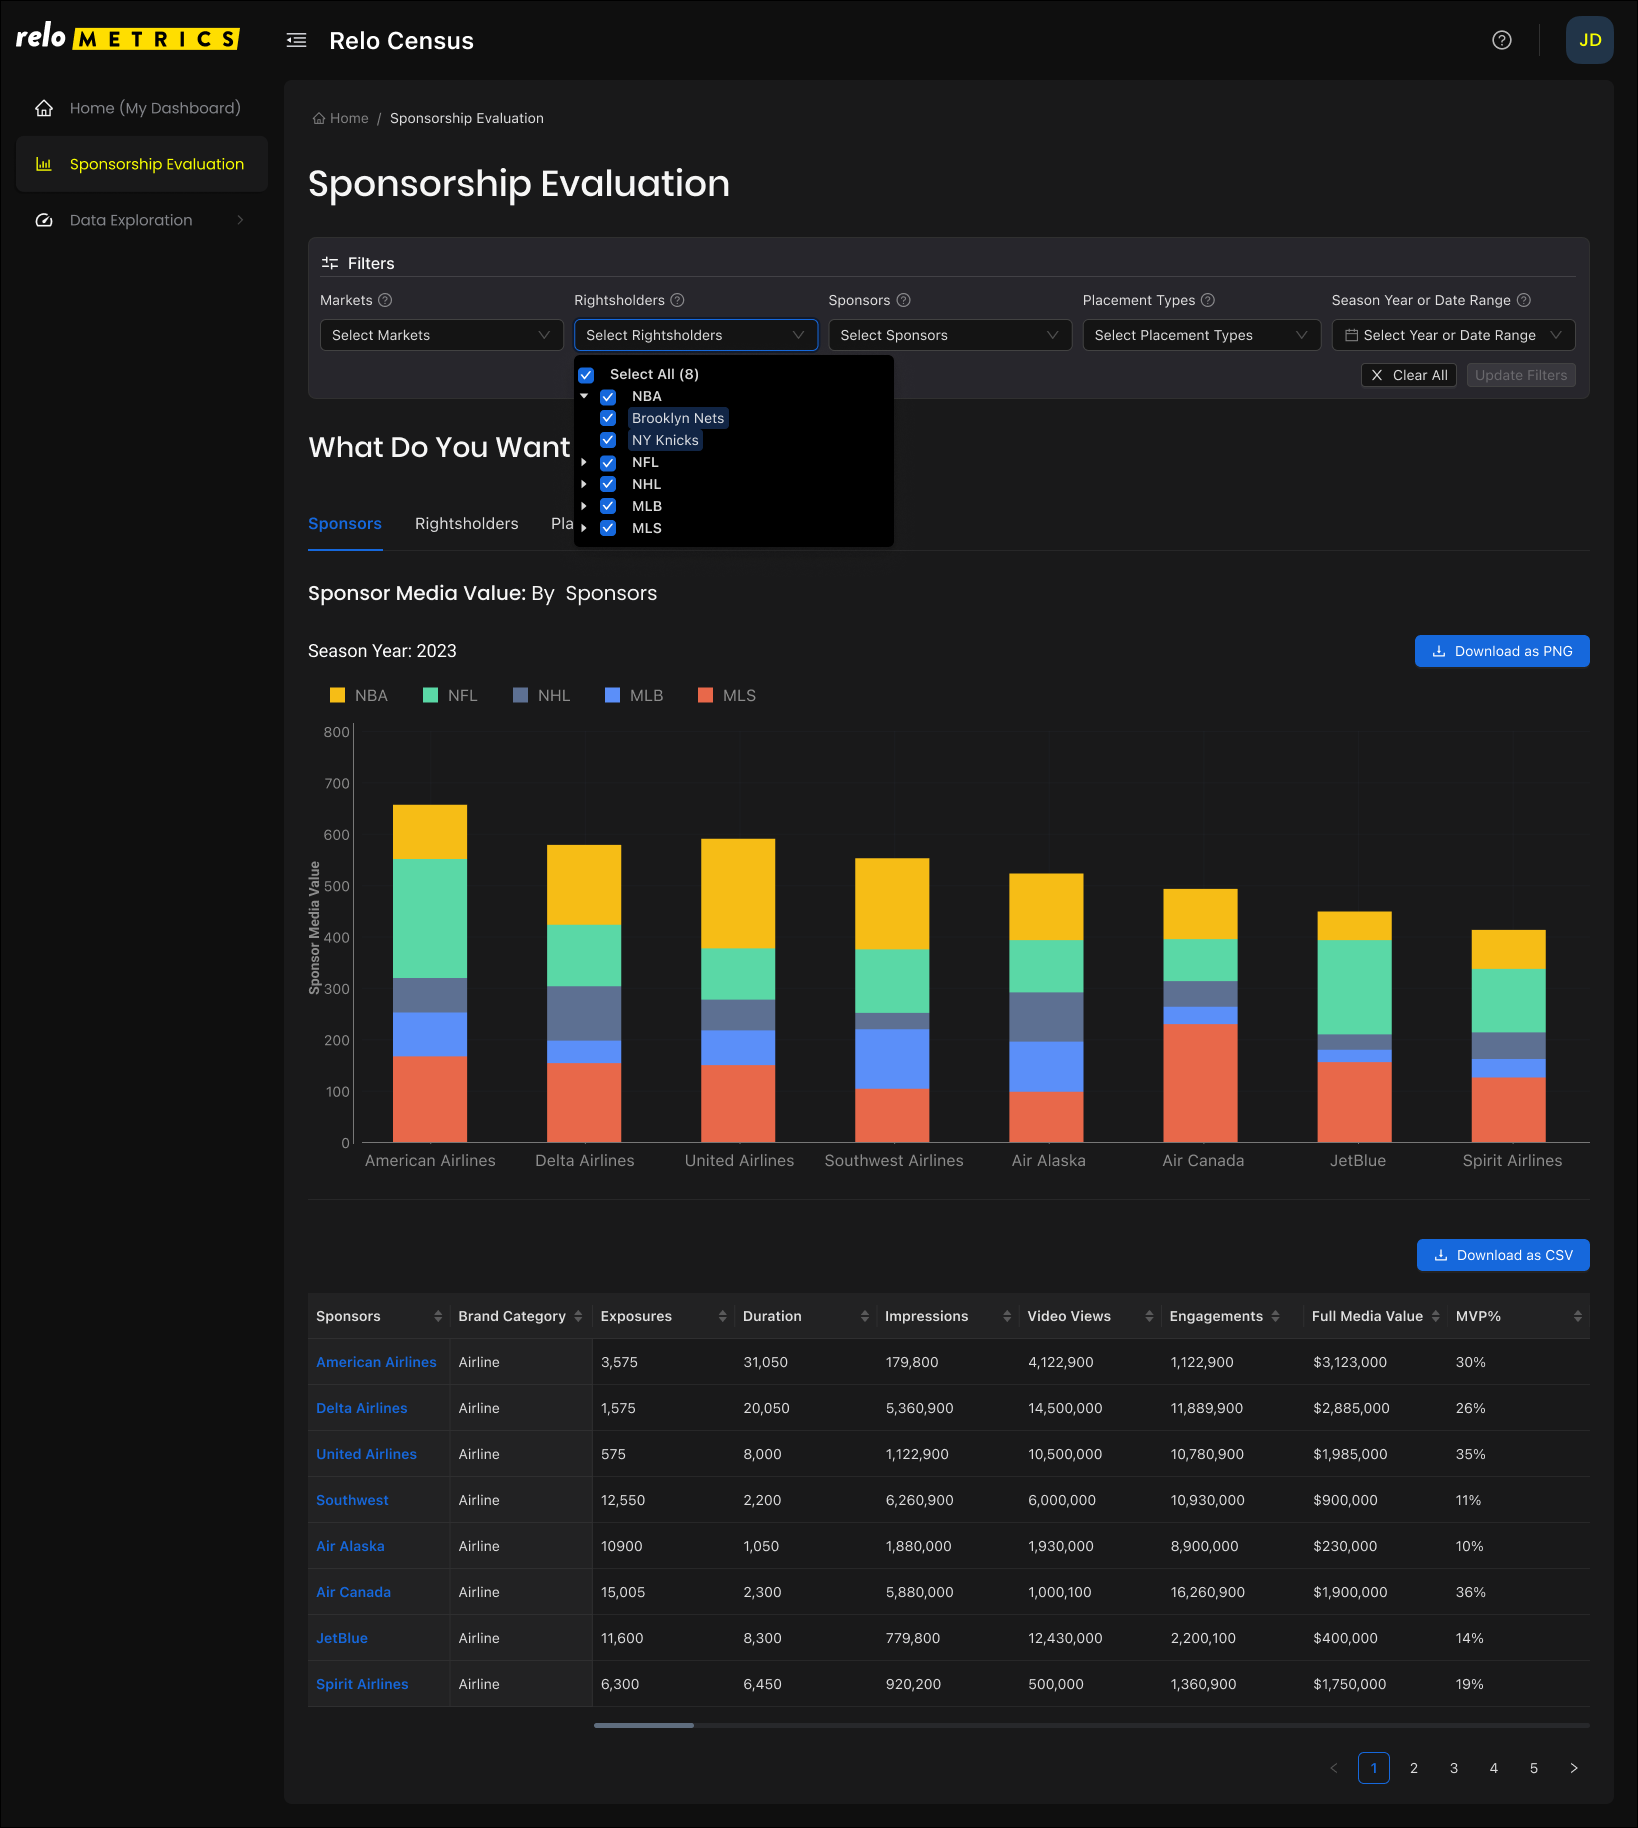 relo METRICS
Relo Census
JD
Home (My Dashboard)
Sponsorship Evaluation
Data Exploration
Home / Sponsorship Evaluation
Sponsorship Evaluation
Filters
Markets
Rightsholders
Sponsors
Placement Types
Season Year or Date Range
Select Markets
Select Rightsholders
Select Sponsors
Select Placement Types
Select Year or Date Range
Clear All
Update Filters
Select All (8)
NBA
Brooklyn Nets
NY Knicks
NFL
NHL
MLB
MLS
What Do You Want
Sponsors
Rightsholders
Pla
Sponsor Media Value: By Sponsors
Season Year: 2023
Download as PNG
NBA NFL NHL MLB MLS
Sponsor Media Value
800
700
600
500
400
300
200
100
0
American Airlines Delta Airlines United Airlines Southwest Airlines Air Alaska Air Canada JetBlue Spirit Airlines
Download as CSV
Sponsors Brand Category Exposures Duration Impressions Video Views Engagements Full Media Value MVP%
American Airlines Airline 3,575 31,050 179,800 4,122,900 1,122,900 $3,123,000 30%
Delta Airlines Airline 1,575 20,050 5,360,900 14,500,000 11,889,900 $2,885,000 26%
United Airlines Airline 575 8,000 1,122,900 10,500,000 10,780,900 $1,985,000 35%
Southwest Airline 12,550 2,200 6,260,900 6,000,000 10,930,000 $900,000 11%
Air Alaska Airline 10900 1,050 1,880,000 1,930,000 8,900,000 $230,000 10%
Air Canada Airline 15,005 2,300 5,880,000 1,000,100 16,260,900 $1,900,000 36%
JetBlue Airline 11,600 8,300 779,800 12,430,000 2,200,100 $400,000 14%
Spirit Airlines Airline 6,300 6,450 920,200 500,000 1,360,900 $1,750,000 19%
1 2 3 4 5